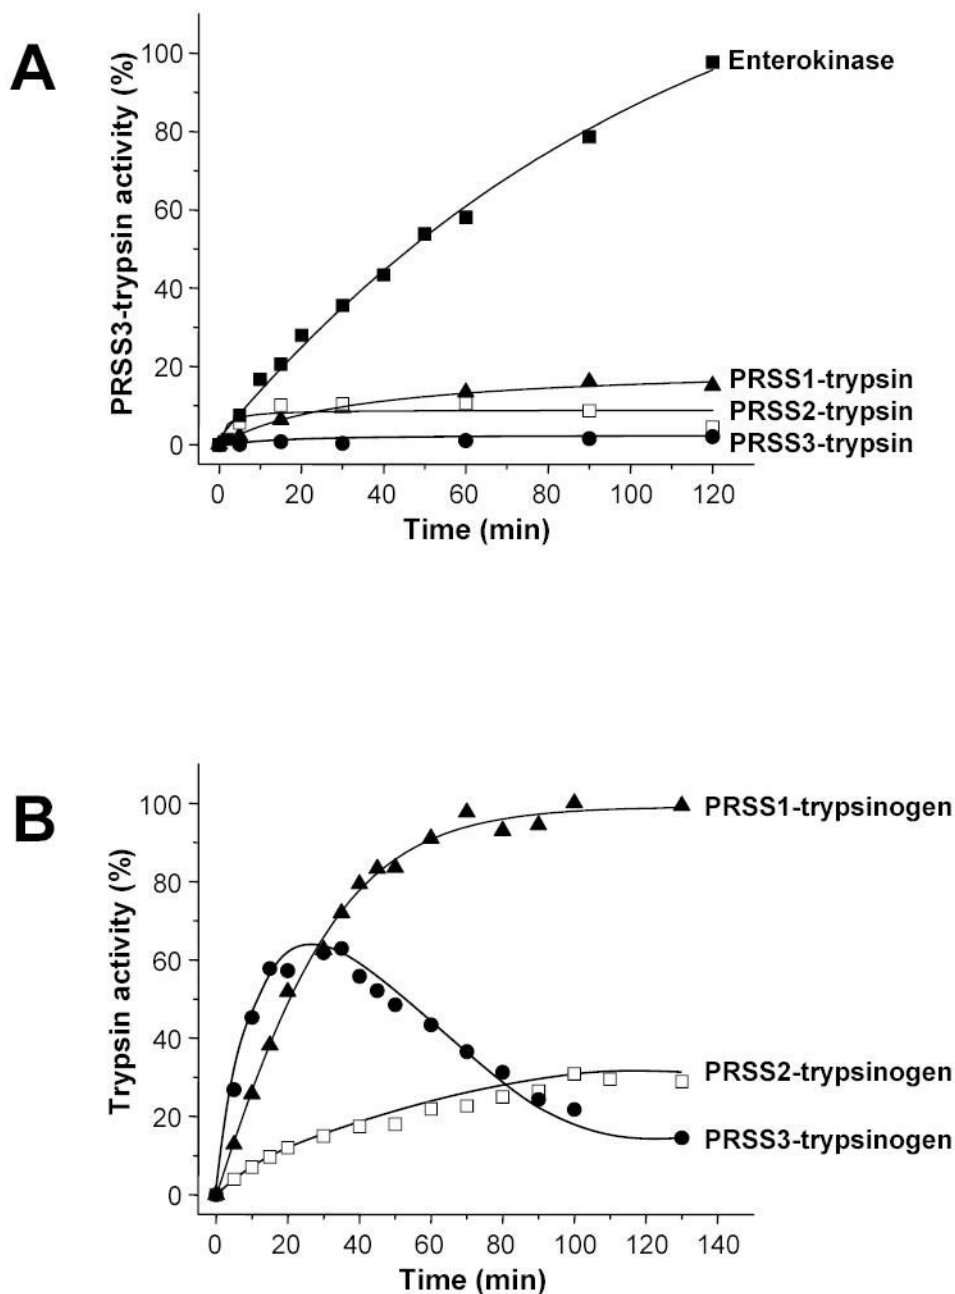 A
PRSS3-trypsin activity (%)
100
80
60
40
20
0
Enterokinase
PRSS1-trypsin
PRSS2-trypsin
PRSS3-trypsin
0 20 40 60 80 100 120
Time (min)
B
Trypsin activity (%)
100
80
60
40
20
0
PRSS1-trypsinogen
PRSS2-trypsinogen
PRSS3-trypsinogen
0 20 40 60 80 100 120 140
Time (min)